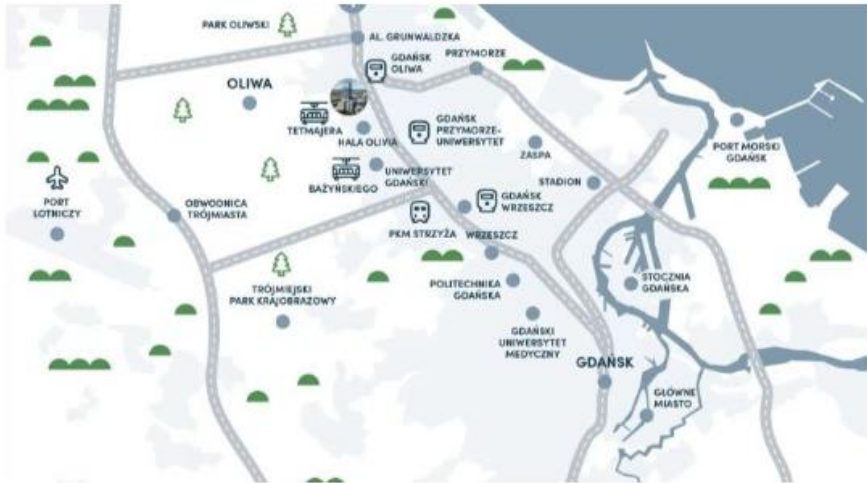 PARK OLIWSKI
AL. GRUNWALDZKA
GDAŃSK
OLIWA
PRZYMORZE
OLIWA
TETMAJERA
HALA OLIVIA
GDAŃSK
PRZYMORZE-
UNIWERSYTET
ZASPA
PORT MORSKI
GDAŃSK
BAŻYŃSKIEGO
UNIWERSYTET
GDAŃSKI
STADION
PORT
LOTNICZY
OBWODNICA
TRÓJMIASTA
GDAŃSK
WRZESZCZ
PKM STRZYŻA
WRZESZCZ
TRÓJMIEJSKI
PARK KRAJOBRAZOWY
POLITECHNIKA
GDAŃSKA
STOCZNIA
GDAŃSKA
GDAŃSKI
UNIWERSYTET
MEDYCZNY
GDAŃSK
GŁÓWNE
MIASTO